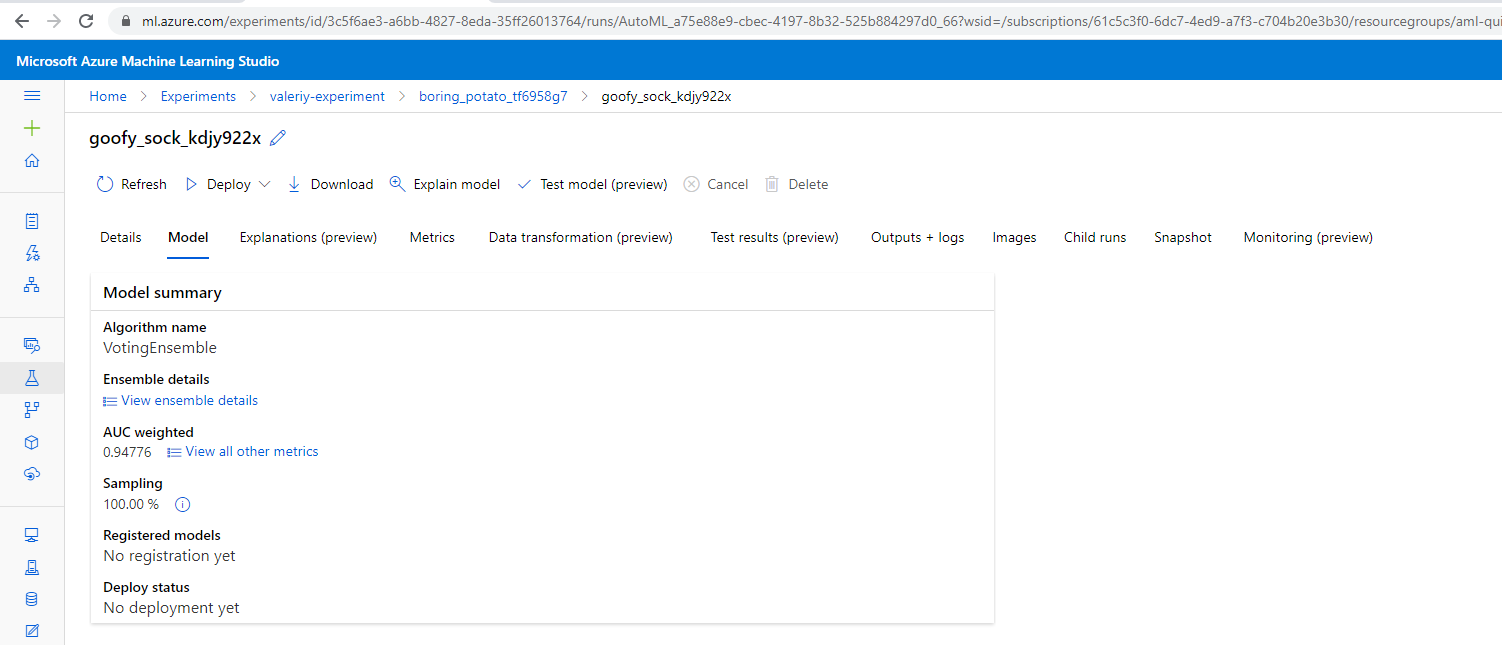 ml.azure.com/experiments/id/3c5f6ae3-a6bb-4827-8eda-35ff26013764/runs/AutoML_a75e88e9-cbec-4197-8b32-525b884297d0_66?wsid=/subscriptions/61c5c3f0-6dc7-4ed9-a7f3-c704b20e3b30/resourcegroups/aml-qui
Microsoft Azure Machine Learning Studio
Home > Experiments > valeriy-experiment > boring_potato_tf6958g7 > goofy_sock_kdjy922x
goofy_sock_kdjy922x
Refresh Deploy Download Explain model Test model (preview) Cancel Delete
Details Model Explanations (preview) Metrics Data transformation (preview) Test results (preview) Outputs + logs Images Child runs Snapshot Monitoring (preview)
Model summary
Algorithm name
VotingEnsemble
Ensemble details
View ensemble details
AUC weighted
0.94776 View all other metrics
Sampling
100.00 %
Registered models
No registration yet
Deploy status
No deployment yet